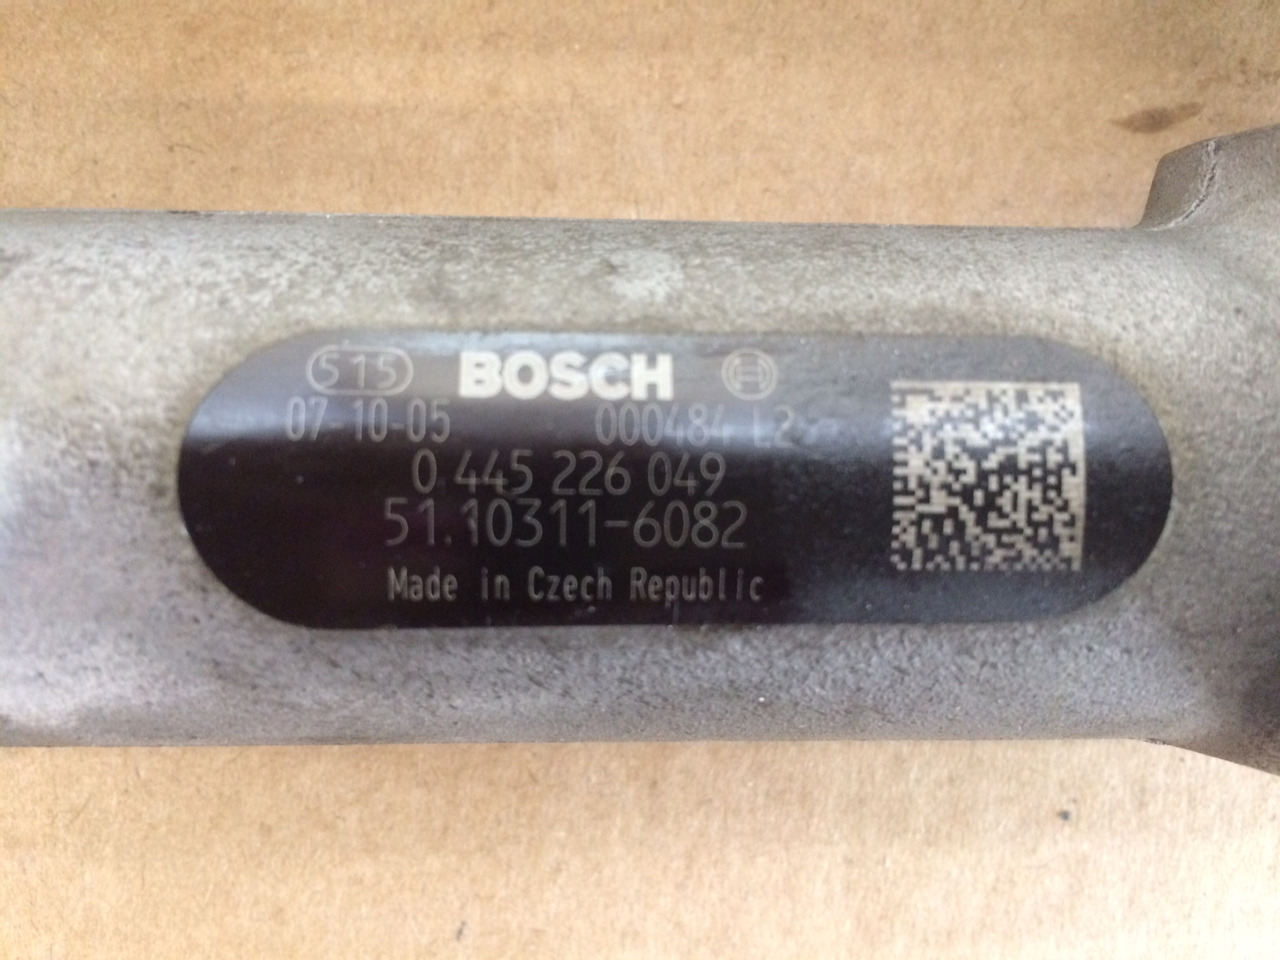 515 BOSCH
07-10-05 000484 L2
0 445 226 049
51.10311-6082
Made in Czech Republic